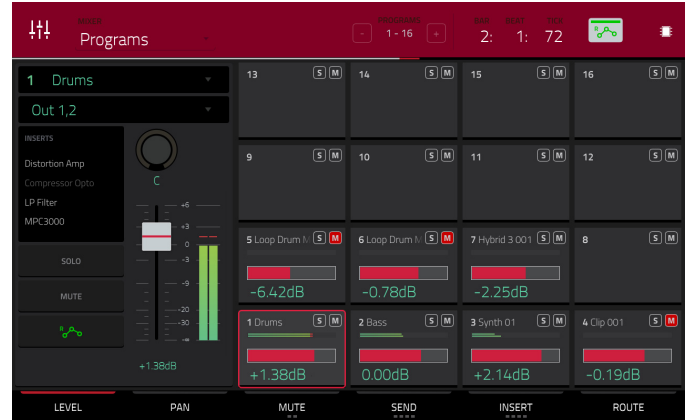 MIXER
Programs
PROGRAMS
- 1 - 16 +
BAR BEAT TICK
2: 1: 72
1 Drums
Out 1,2
INSERTS
Distortion Amp
Compressor Opto
LP Filter
MPC3000
C
+6
+3
0
-3
-9
-20
-30
-∞
SOLO
MUTE
+1.38dB
13 S M
14 S M
15 S M
16 S M
9 S M
10 S M
11 S M
12 S M
5 Loop Drum M S M
6 Loop Drum M S M
7 Hybrid 3 001 S M
8 S M
-6.42dB
-0.78dB
-2.25dB
1 Drums S M
2 Bass S M
3 Synth 01 S M
4 Clip 001 S M
+1.38dB
0.00dB
+2.14dB
-0.19dB
LEVEL
PAN
MUTE
SEND
INSERT
ROUTE